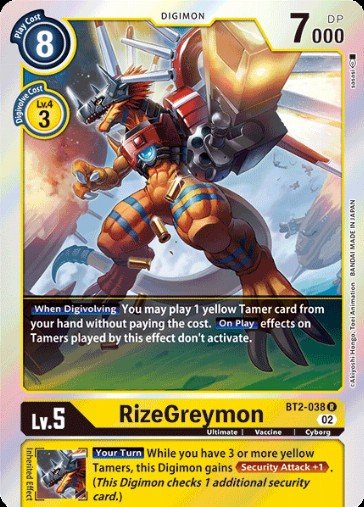 Play Cost
8
DIGIMON
7000
DP
Digivolve Cost
Lv.4
3
When Digivolving You may play 1 yellow Tamer card from
your hand without paying the cost. On Play effects on
Tamers played by this effect don't activate.
©Akiyoshi Hongo, Toei Animation BANDAI MADE IN JAPAN
Lv.5
RizeGreymon
BT2-038 R
02
Ultimate | Vaccine | Cyborg
Inherited Effect
Your Turn While you have 3 or more yellow
Tamers, this Digimon gains Security Attack +1.
(This Digimon checks 1 additional security
card.)